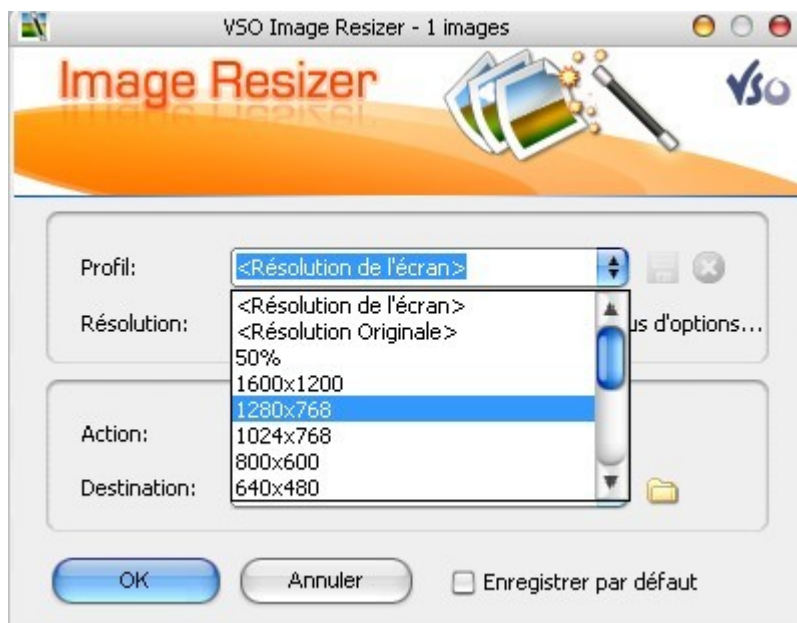 VSO Image Resizer - 1 images
Image Resizer
VSO
Profil:
<Résolution de l'écran>
<Résolution de l'écran>
<Résolution Originale>
50%
1600x1200
1280x768
1024x768
800x600
640x480
Résolution:
d'options...
Action:
Destination:
OK
Annuler
Enregistrer par défaut